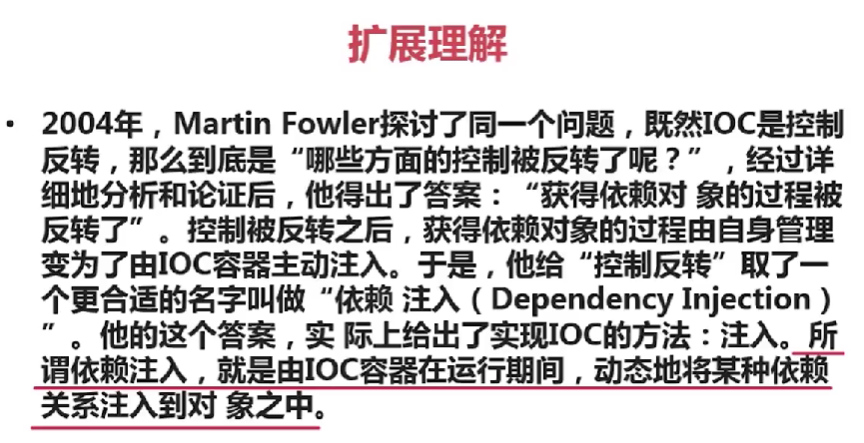 扩展理解
• 2004年，Martin Fowler探讨了同一个问题，既然IOC是控制
反转，那么到底是“哪些方面的控制被反转了呢？”，经过详
细地分析和论证后，他得出了答案：“获得依赖对 象的过程被
反转了”。控制被反转之后，获得依赖对象的过程由自身管理
变为了由IOC容器主动注入。于是，他给“控制反转”取了一
个更合适的名字叫做“依赖 注入（Dependency Injection）
”。他的这个答案，实 际上给出了实现IOC的方法：注入。所
谓依赖注入，就是由IOC容器在运行期间，动态地将某种依赖
关系注入到对 象之中。